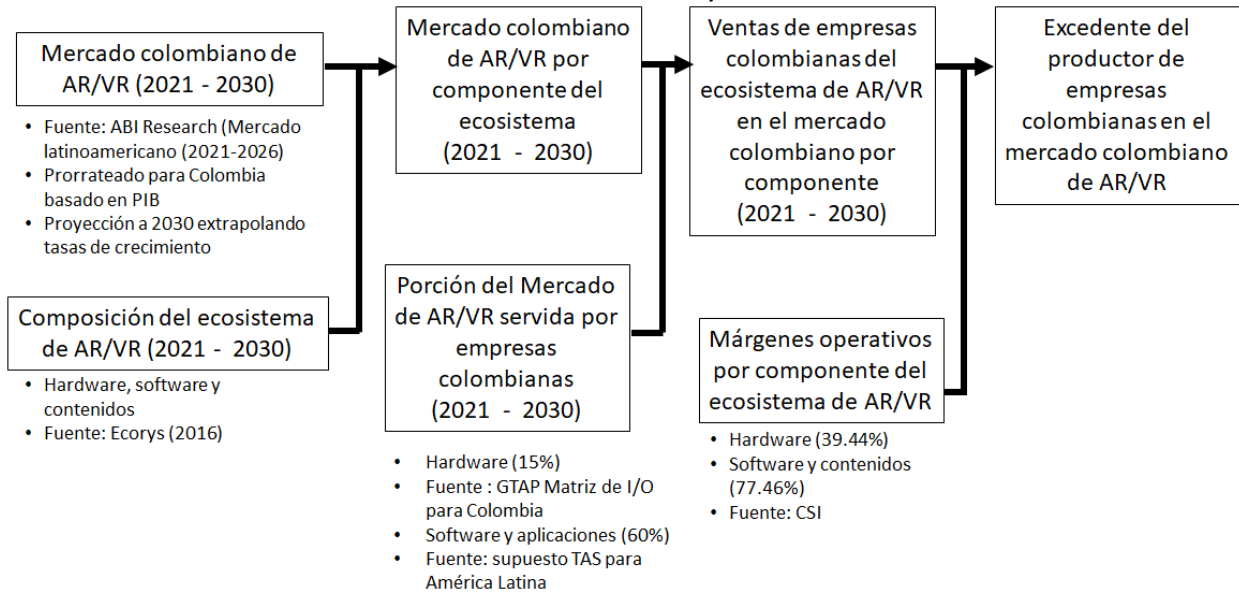 Mercado colombiano de
AR/VR (2021 - 2030)
• Fuente: ABI Research (Mercado
latinoamericano (2021-2026)
• Prorrateado para Colombia
basado en PIB
• Proyección a 2030 extrapolando
tasas de crecimiento
Composición del ecosistema
de AR/VR (2021 - 2030)
• Hardware, software y
contenidos
• Fuente: Ecorys (2016)
Mercado colombiano
de AR/VR por
componente del
ecosistema
(2021 - 2030)
Porción del Mercado
de AR/VR servida por
empresas
colombianas
(2021 - 2030)
• Hardware (15%)
• Fuente : GTAP Matriz de I/O
para Colombia
• Software y aplicaciones (60%)
• Fuente: supuesto TAS para
América Latina
Ventas de empresas
colombianas del
ecosistema de AR/VR
en el mercado
colombiano por
componente
(2021 - 2030)
Márgenes operativos
por componente del
ecosistema de AR/VR
• Hardware (39.44%)
• Software y contenidos
(77.46%)
• Fuente: CSI
Excedente del
productor de
empresas
colombianas en el
mercado colombiano
de AR/VR